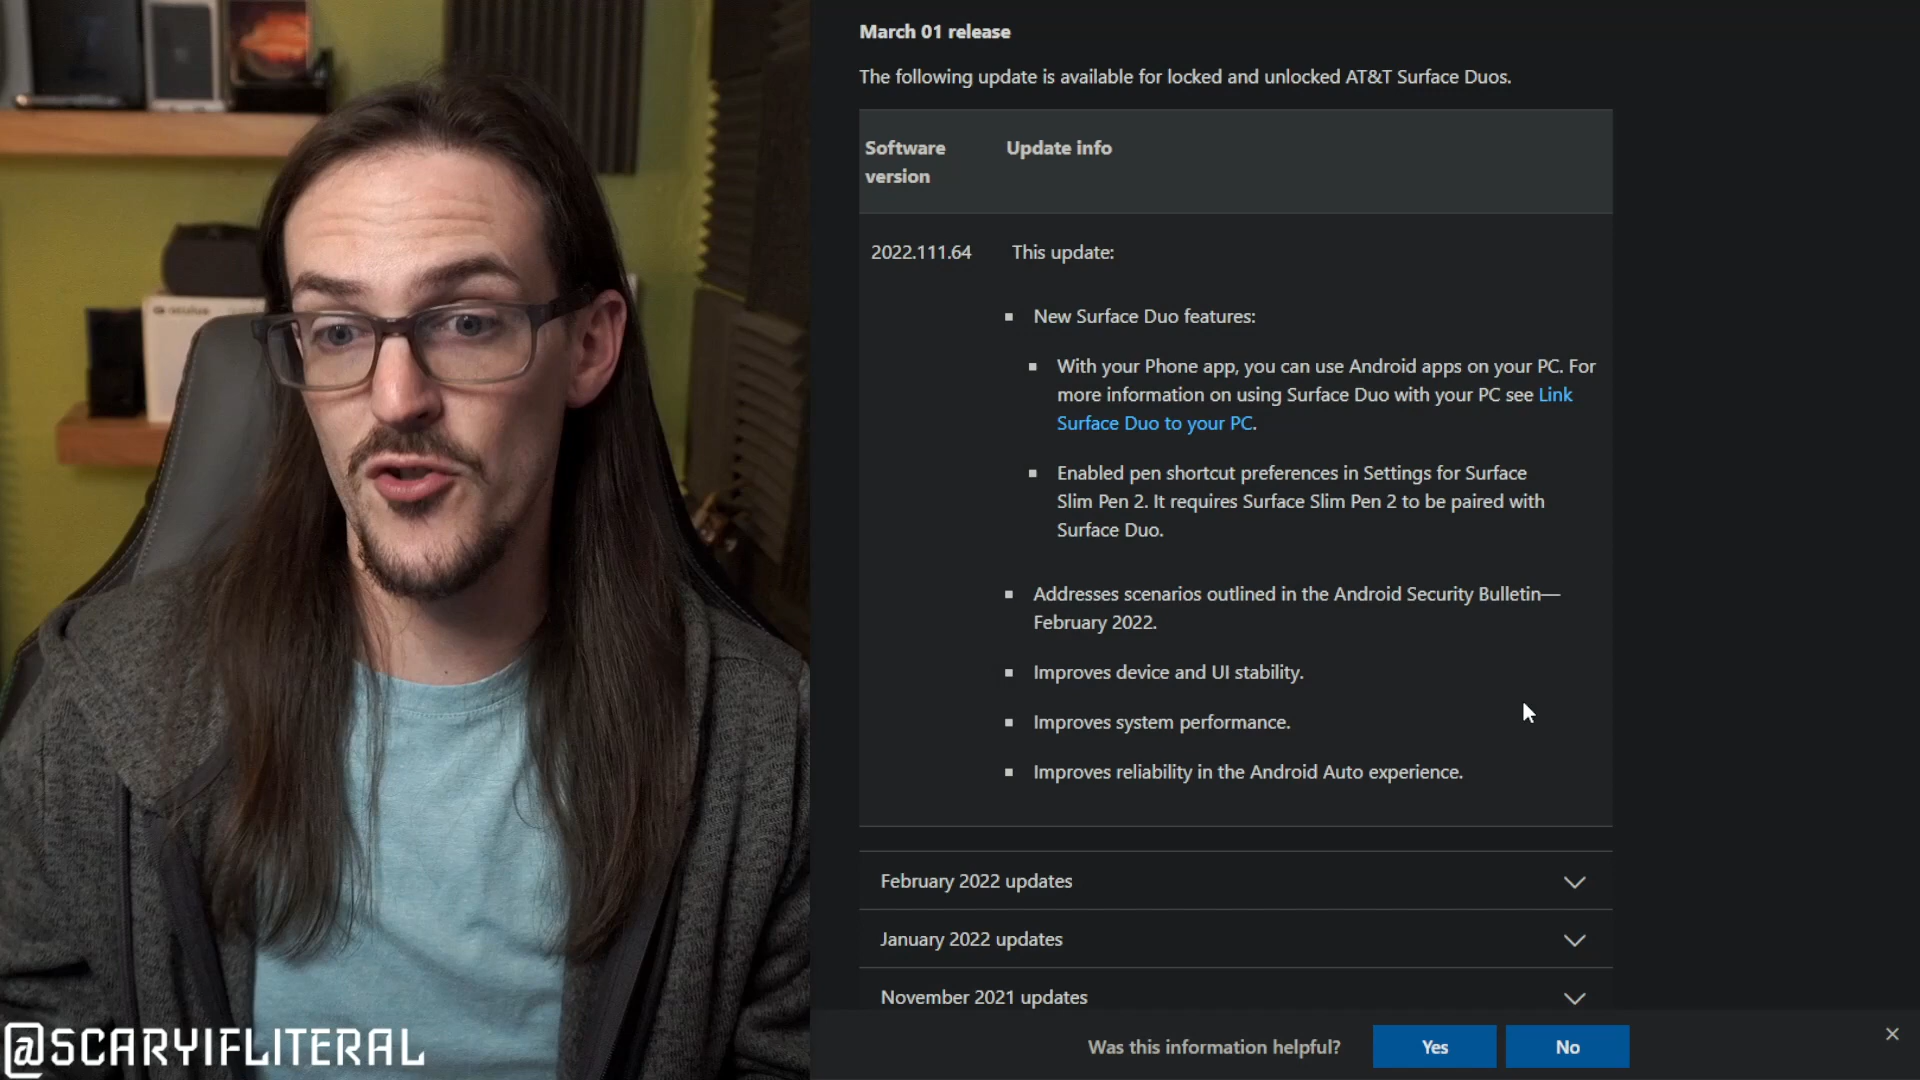 March 01 release
The following update is available for locked and unlocked AT&T Surface Duos.
Software
version
Update info
2022.111.64
This update:
New Surface Duo features:
With your Phone app, you can use Android apps on your PC. For
more information on using Surface Duo with your PC see Link
Surface Duo to your PC.
Enabled pen shortcut preferences in Settings for Surface
Slim Pen 2. It requires Surface Slim Pen 2 to be paired with
Surface Duo.
Addresses scenarios outlined in the Android Security Bulletin—
February 2022.
Improves device and UI stability.
Improves system performance.
Improves reliability in the Android Auto experience.
February 2022 updates
January 2022 updates
November 2021 updates
Was this information helpful?
Yes
No
oculus
@SCARYIFLITERAL